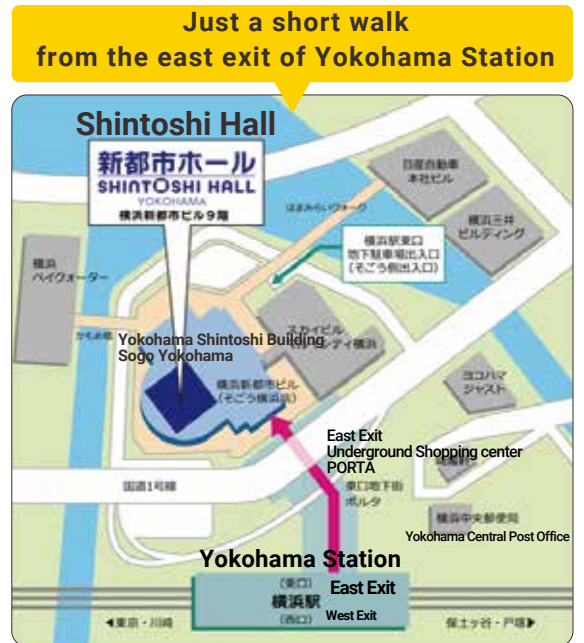 Just a short walk
from the east exit of Yokohama Station
Shintoshi Hall
新都市ホール
SHINTOSHI HALL
YOKOHAMA
横浜新都市ビル9階
日産自動車
本社ビル
はまみらいウォーク
横浜三井
ビルディング
横浜駅東口
地下駐車場出入口
(そごう側出入口)
横浜
ベイクォーター
かもめ橋
スカイビル
横浜
Yokohama Shintoshi Building
Sogo Yokohama
横浜新都市ビル
(そごう横浜店)
ヨコハマ
ジャスト
East Exit
Underground Shopping center
PORTA
東口地下街
ポルタ
国道1号線
横浜中央郵便局
Yokohama Central Post Office
Yokohama Station
(東口)
East Exit
横浜駅
(西口)
West Exit
◀東京・川崎
保土ヶ谷・戸塚▶